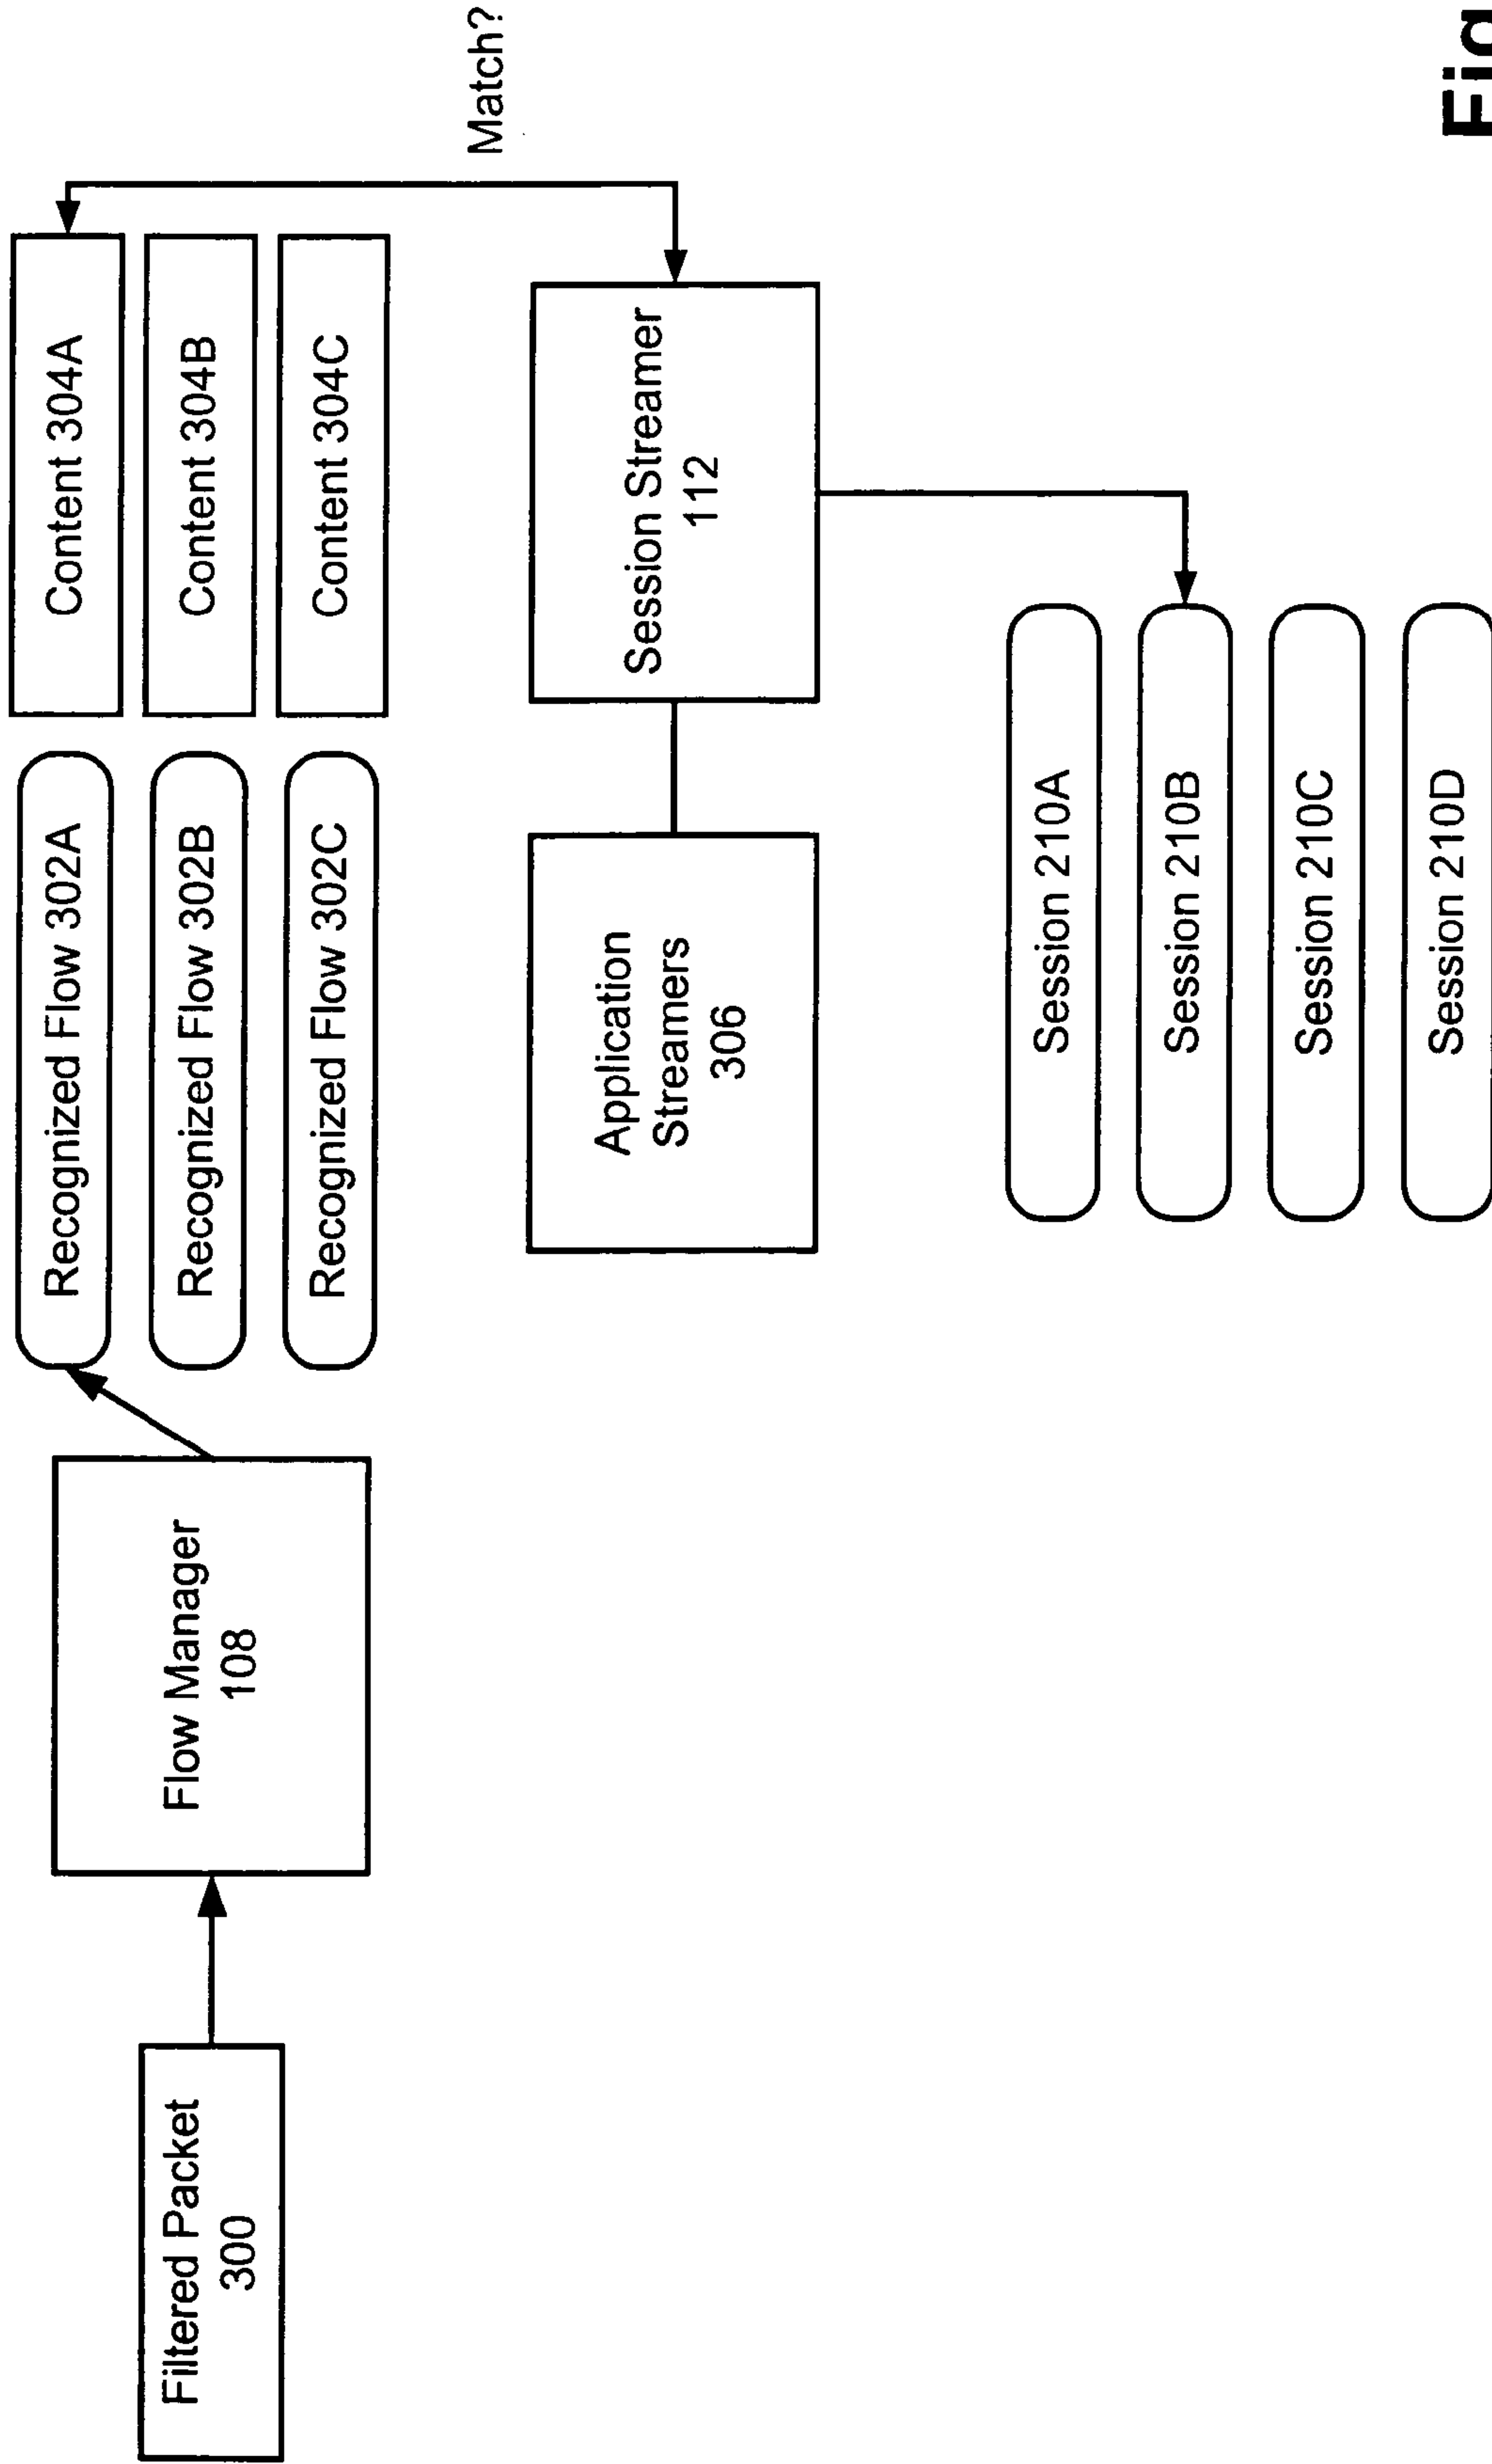 Filtered Packet
300
Flow Manager
108
Recognized Flow 302A
Recognized Flow 302B
Recognized Flow 302C
Content 304A
Content 304B
Content 304C
Match?
Application
Streamers
306
Session Streamer
112
Session 210A
Session 210B
Session 210C
Session 210D